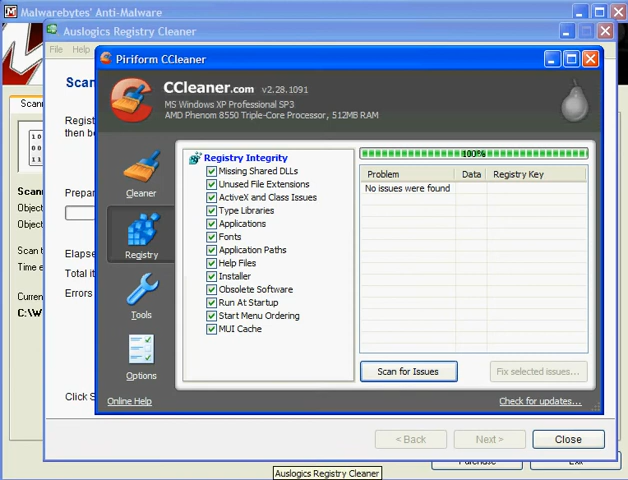 Malwarebytes' Anti-Malware
Auslogics Registry Cleaner
File Help
Piriform CCleaner
CCleaner.com v2.28.1091
MS Windows XP Professional SP3
AMD Phenom 8550 Triple-Core Processor, 512MB RAM
Cleaner
Registry
Tools
Options
Registry Integrity
Missing Shared DLLs
Unused File Extensions
ActiveX and Class Issues
Type Libraries
Applications
Fonts
Application Paths
Help Files
Installer
Obsolete Software
Run At Startup
Start Menu Ordering
MUI Cache
100%
Problem Data Registry Key
No issues were found
Scan for Issues
Fix selected issues...
Online Help
Check for updates...
Scan
Regist
then be
Prepar
Elapse
Total it
Errors
Click S
Scann
Scann
Object
Object
Scan t
Time e
Curren
C:\W
< Back Next > Close
Auslogics Registry Cleaner